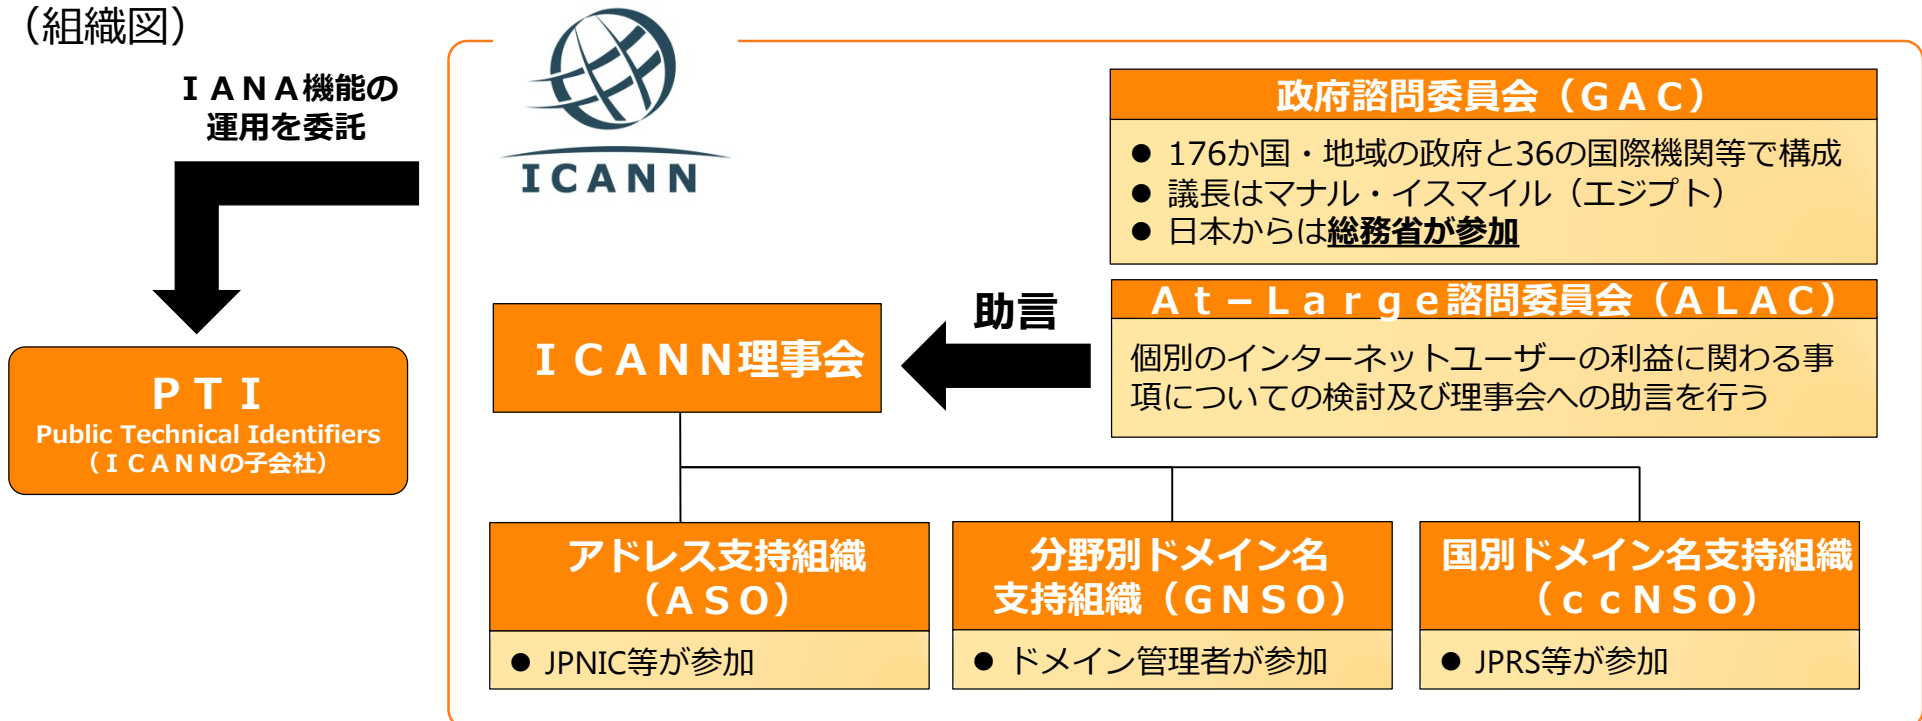 （組織図）
ＩＡＮＡ機能の
運用を委託
ICANN
政府諮問委員会（ＧＡＣ）
● 176か国・地域の政府と36の国際機関等で構成
● 議長はマナル・イスマイル（エジプト）
● 日本からは総務省が参加
Ａｔ－Ｌａｒｇｅ諮問委員会（ＡＬＡＣ）
個別のインターネットユーザーの利益に関わる事
項についての検討及び理事会への助言を行う
助言
ＩＣＡＮＮ理事会
ＰＴＩ
Public Technical Identifiers
（ＩＣＡＮＮの子会社）
アドレス支持組織
（ＡＳＯ）
● JPNIC等が参加
分野別ドメイン名
支持組織（ＧＮＳＯ）
● ドメイン管理者が参加
国別ドメイン名支持組織
（ｃｃＮＳＯ）
● JPRS等が参加